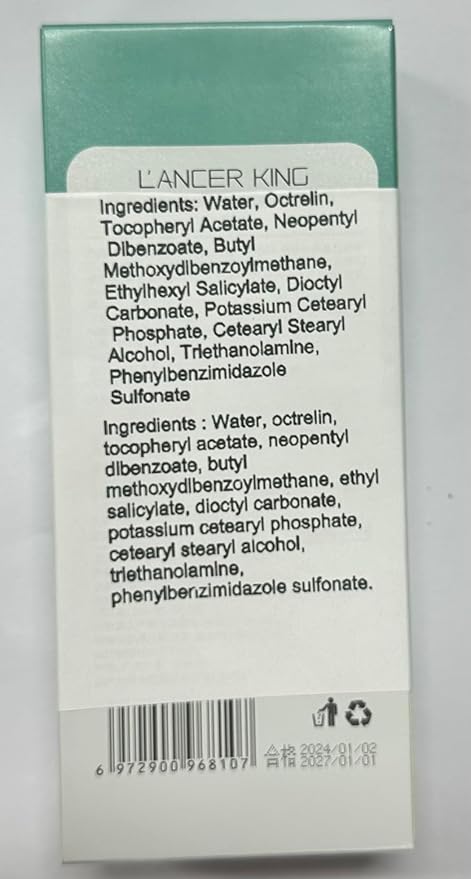 L'ANCER KING
Ingredients: Water, Octrelin,
Tocopheryl Acetate, Neopentyl
Dibenzoate, Butyl
Methoxydibenzoylmethane,
Ethylhexyl Salicylate, Dioctyl
Carbonate, Potassium Cetearyl
Phosphate, Cetearyl Stearyl
Alcohol, Triethanolamine,
Phenylbenzimidazole
Sulfonate
Ingredients : Water, octrelin,
tocopheryl acetate, neopentyl
dibenzoate, butyl
methoxydibenzoylmethane, ethyl
salicylate, dioctyl carbonate,
potassium cetearyl phosphate,
cetearyl stearyl alcohol,
triethanolamine,
phenylbenzimidazole sulfonate.
合格 2024/01/02
2027/01/01
6 972900 968107